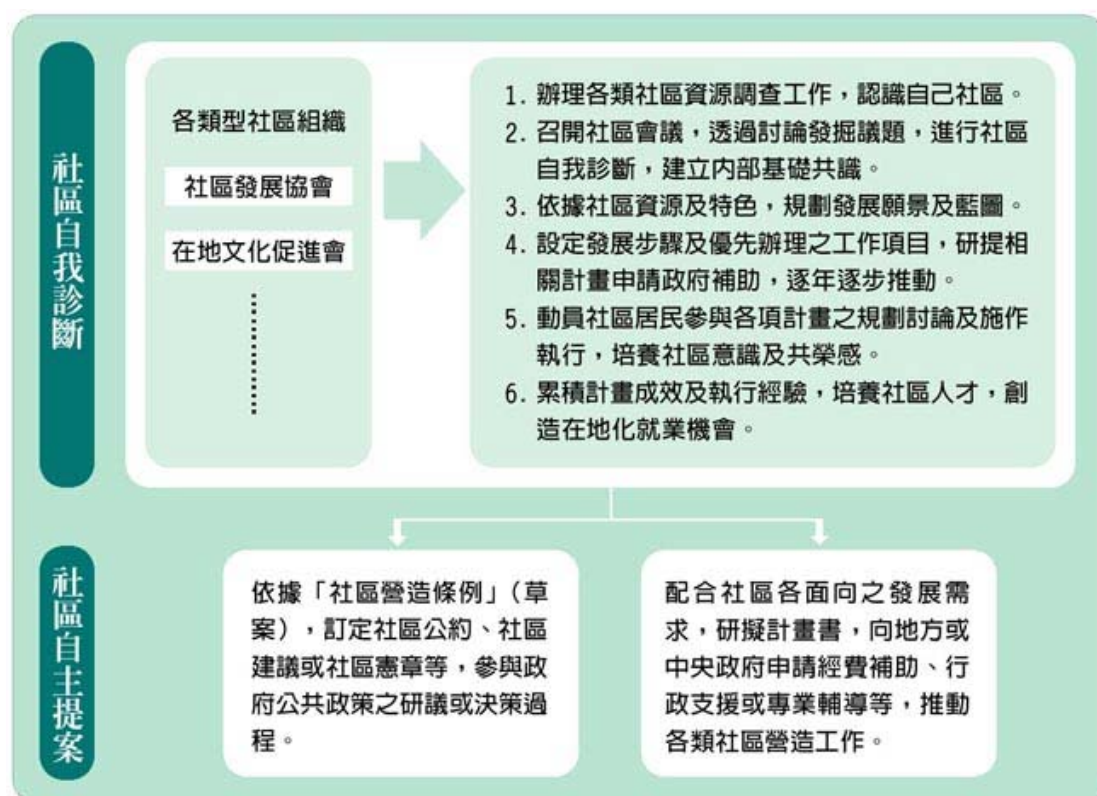 社區自我診斷
各類型社區組織
社區發展協會
在地文化促進會
1. 辦理各類社區資源調查工作，認識自己社區。
2. 召開社區會議，透過討論發掘議題，進行社區
自我診斷，建立內部基礎共識。
3. 依據社區資源及特色，規劃發展願景及藍圖。
4. 設定發展步驟及優先辦理之工作項目，研提相
關計畫申請政府補助，逐年逐步推動。
5. 動員社區居民參與各項計畫之規劃討論及施作
執行，培養社區意識及共榮感。
6. 累積計畫成效及執行經驗，培養社區人才，創
造在地化就業機會。
社區自主提案
依據「社區營造條例」（草
案），訂定社區公約、社區
建議或社區憲章等，參與政
府公共政策之研議或決策過
程。
配合社區各面向之發展需
求，研擬計畫書，向地方或
中央政府申請經費補助、行
政支援或專業輔導等，推動
各類社區營造工作。